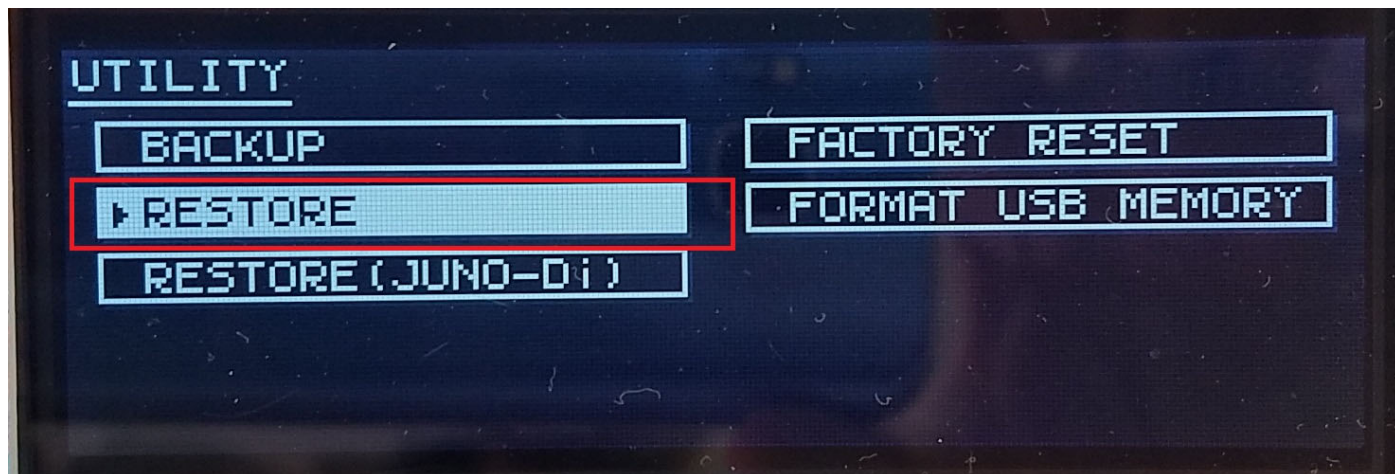 UTILITY
BACKUP
RESTORE
RESTORE(JUNO-Di)
FACTORY RESET
FORMAT USB MEMORY